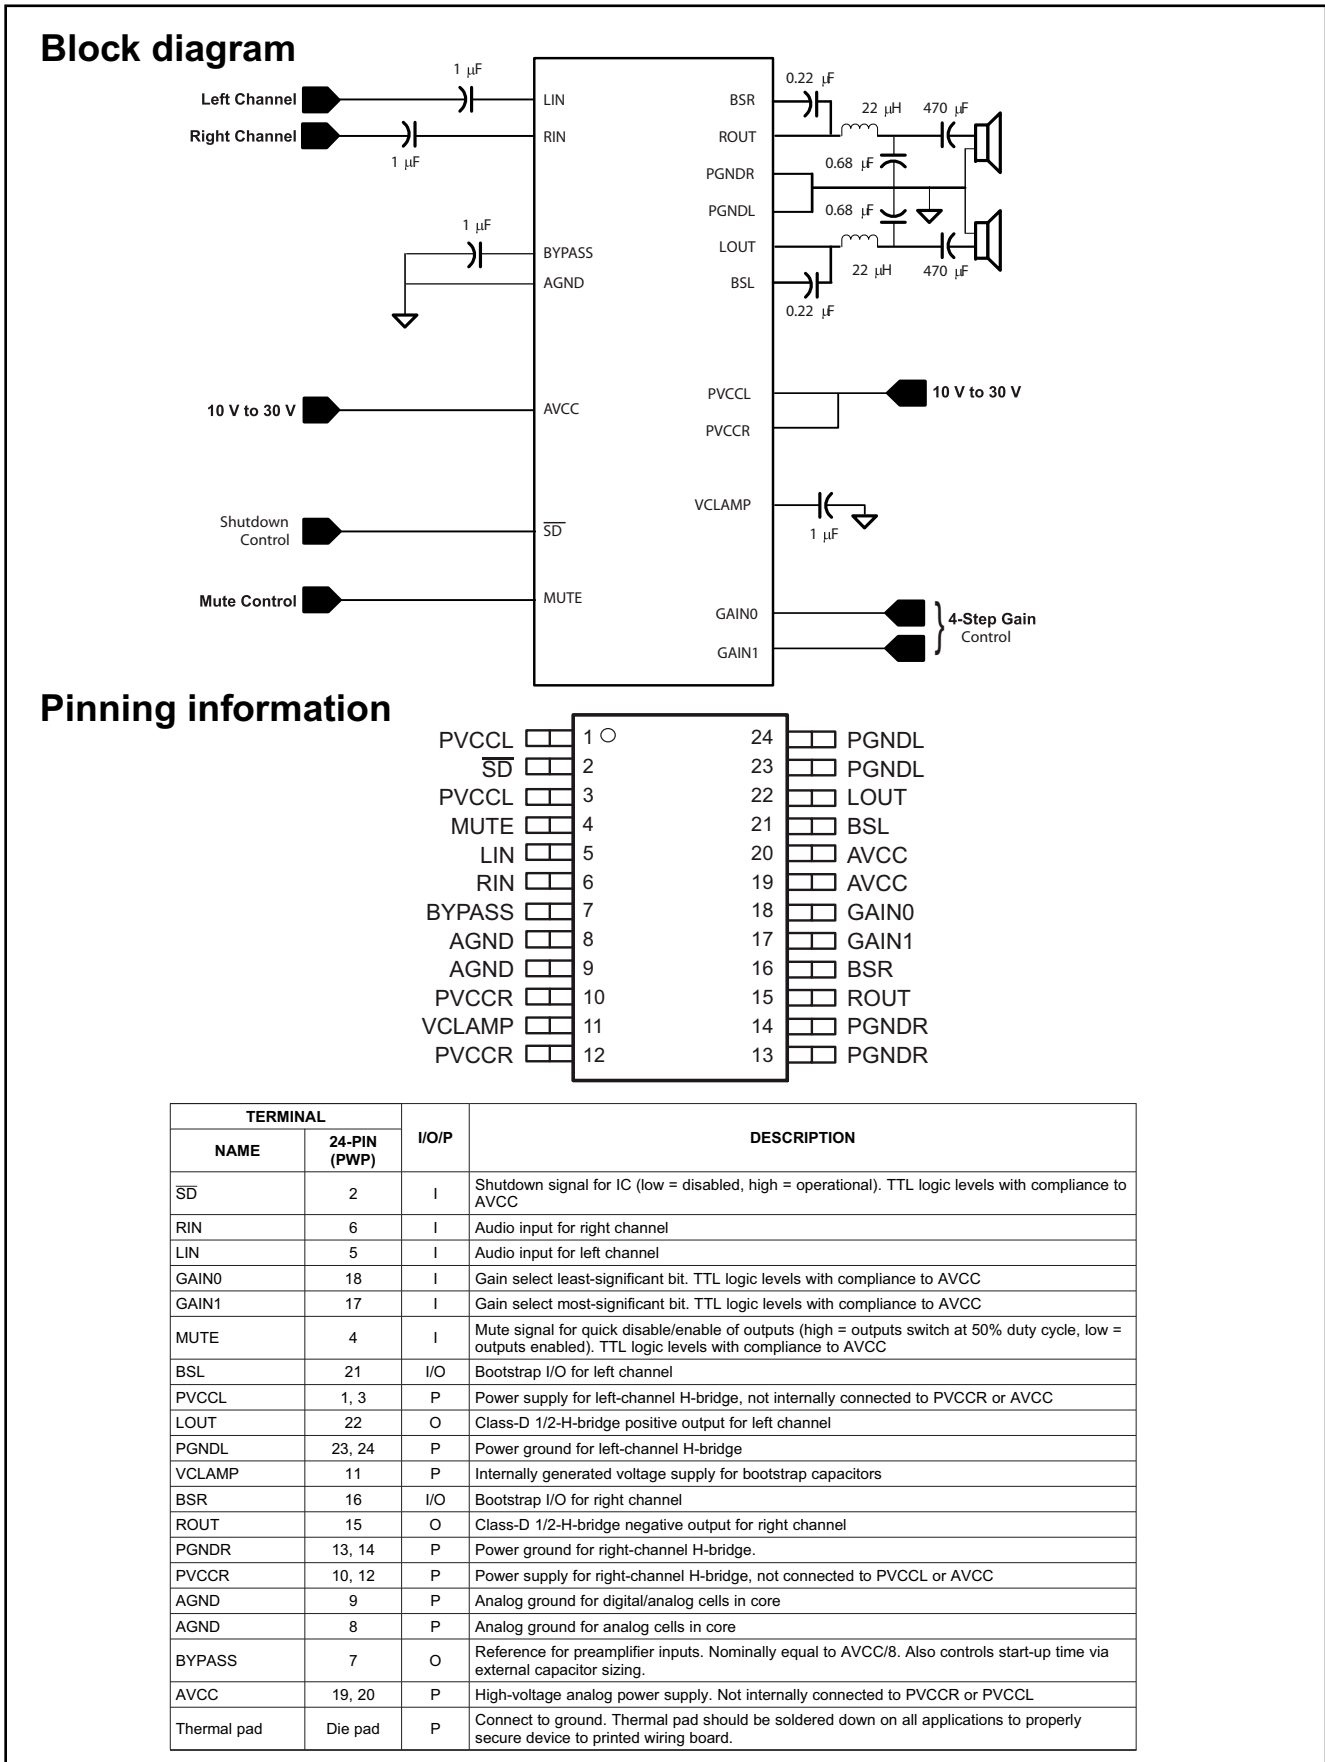 Block diagram
1 μF
0.22 μF
Left Channel
LIN
BSR
22 μH
470 μF
Right Channel
RIN
ROUT
1 μF
0.68 μF
PGNDR
PGNDL
0.68 μF
1 μF
BYPASS
LOUT
AGND
BSL
22 μH
470 μF
0.22 μF
10 V to 30 V
AVCC
PVCCL
10 V to 30 V
PVCCR
VCLAMP
1 μF
Shutdown
Control
SD
Mute Control
MUTE
GAIN0
4-Step Gain
Control
GAIN1
Pinning information
PVCCL 1 24 PGNDL
SD 2 23 PGNDL
PVCCL 3 22 LOUT
MUTE 4 21 BSL
LIN 5 20 AVCC
RIN 6 19 AVCC
BYPASS 7 18 GAIN0
AGND 8 17 GAIN1
AGND 9 16 BSR
PVCCR 10 15 ROUT
VCLAMP 11 14 PGNDR
PVCCR 12 13 PGNDR
TERMINAL
I/O/P
DESCRIPTION
NAME
24-PIN
(PWP)
SD 2 I Shutdown signal for IC (low = disabled, high = operational). TTL logic levels with compliance to
AVCC
RIN 6 I Audio input for right channel
LIN 5 I Audio input for left channel
GAIN0 18 I Gain select least-significant bit. TTL logic levels with compliance to AVCC
GAIN1 17 I Gain select most-significant bit. TTL logic levels with compliance to AVCC
MUTE 4 I Mute signal for quick disable/enable of outputs (high = outputs switch at 50% duty cycle, low =
outputs enabled). TTL logic levels with compliance to AVCC
BSL 21 I/O Bootstrap I/O for left channel
PVCCL 1, 3 P Power supply for left-channel H-bridge, not internally connected to PVCCR or AVCC
LOUT 22 O Class-D 1/2-H-bridge positive output for left channel
PGNDL 23, 24 P Power ground for left-channel H-bridge
VCLAMP 11 P Internally generated voltage supply for bootstrap capacitors
BSR 16 I/O Bootstrap I/O for right channel
ROUT 15 O Class-D 1/2-H-bridge negative output for right channel
PGNDR 13, 14 P Power ground for right-channel H-bridge.
PVCCR 10, 12 P Power supply for right-channel H-bridge, not connected to PVCCL or AVCC
AGND 9 P Analog ground for digital/analog cells in core
AGND 8 P Analog ground for analog cells in core
BYPASS 7 O Reference for preamplifier inputs. Nominally equal to AVCC/8. Also controls start-up time via
external capacitor sizing.
AVCC 19, 20 P High-voltage analog power supply. Not internally connected to PVCCR or PVCCL
Thermal pad Die pad P Connect to ground. Thermal pad should be soldered down on all applications to properly
secure device to printed wiring board.